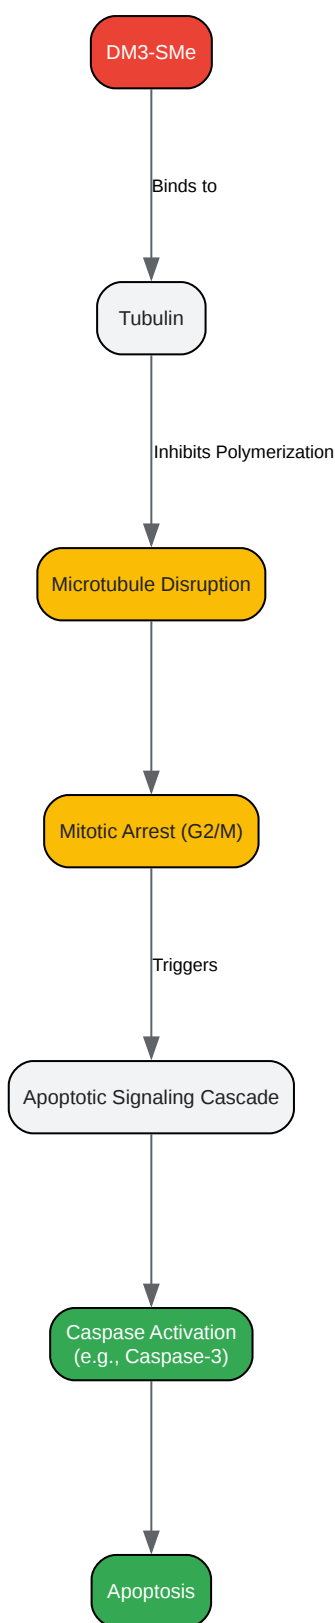 DM3-SMe
Binds to
Tubulin
Inhibits Polymerization
Microtubule Disruption
Mitotic Arrest (G2/M)
Triggers
Apoptotic Signaling Cascade
Caspase Activation
(e.g., Caspase-3)
Apoptosis